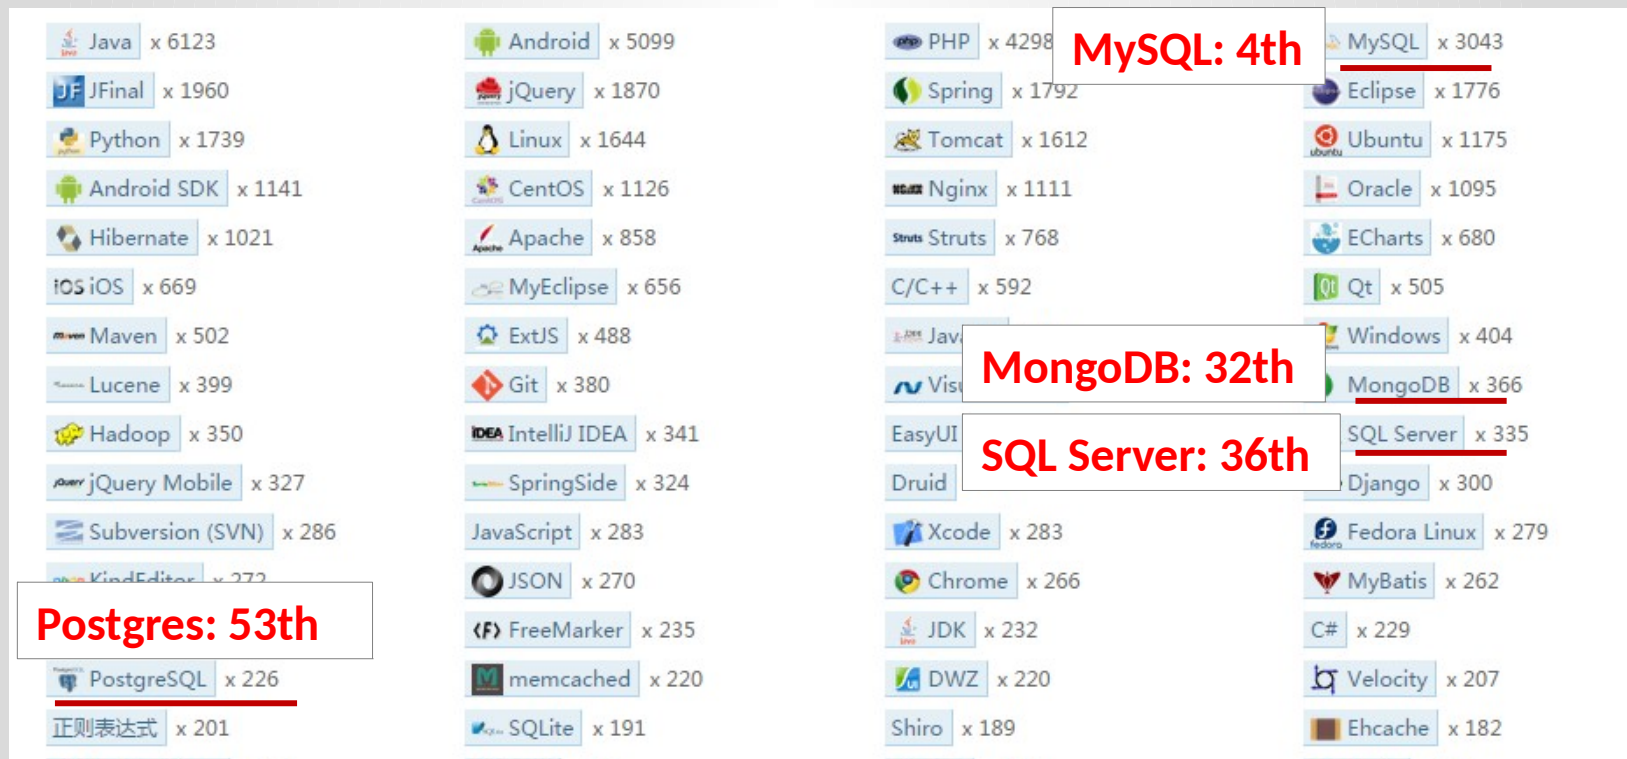 Java x 6123 Android x 5099 PHP x 4298 MySQL: 4th MySQL x 3043
JFinal x 1960 jQuery x 1870 Spring x 1792 Eclipse x 1776
Python x 1739 Linux x 1644 Tomcat x 1612 Ubuntu x 1175
Android SDK x 1141 CentOS x 1126 Nginx x 1111 Oracle x 1095
Hibernate x 1021 Apache x 858 Struts Struts x 768 ECharts x 680
iOS iOS x 669 MyEclipse x 656 C/C++ x 592 Qt x 505
Maven x 502 ExtJS x 488 Windows x 404
Lucene x 399 Git x 380 MongoDB: 32th MongoDB x 366
Hadoop x 350 IDEA IntelliJ IDEA x 341 EasyUI SQL Server: 36th SQL Server x 335
jQuery Mobile x 327 SpringSide x 324 Druid Django x 300
Subversion (SVN) x 286 JavaScript x 283 Xcode x 283 Fedora Linux x 279
KindEditor x 272 JSON x 270 Chrome x 266 MyBatis x 262
Postgres: 53th FreeMarker x 235 JDK x 232 C# x 229
PostgreSQL x 226 memcached x 220 DWZ x 220 Velocity x 207
正则表达式 x 201 SQLite x 191 Shiro x 189 Ehcache x 182